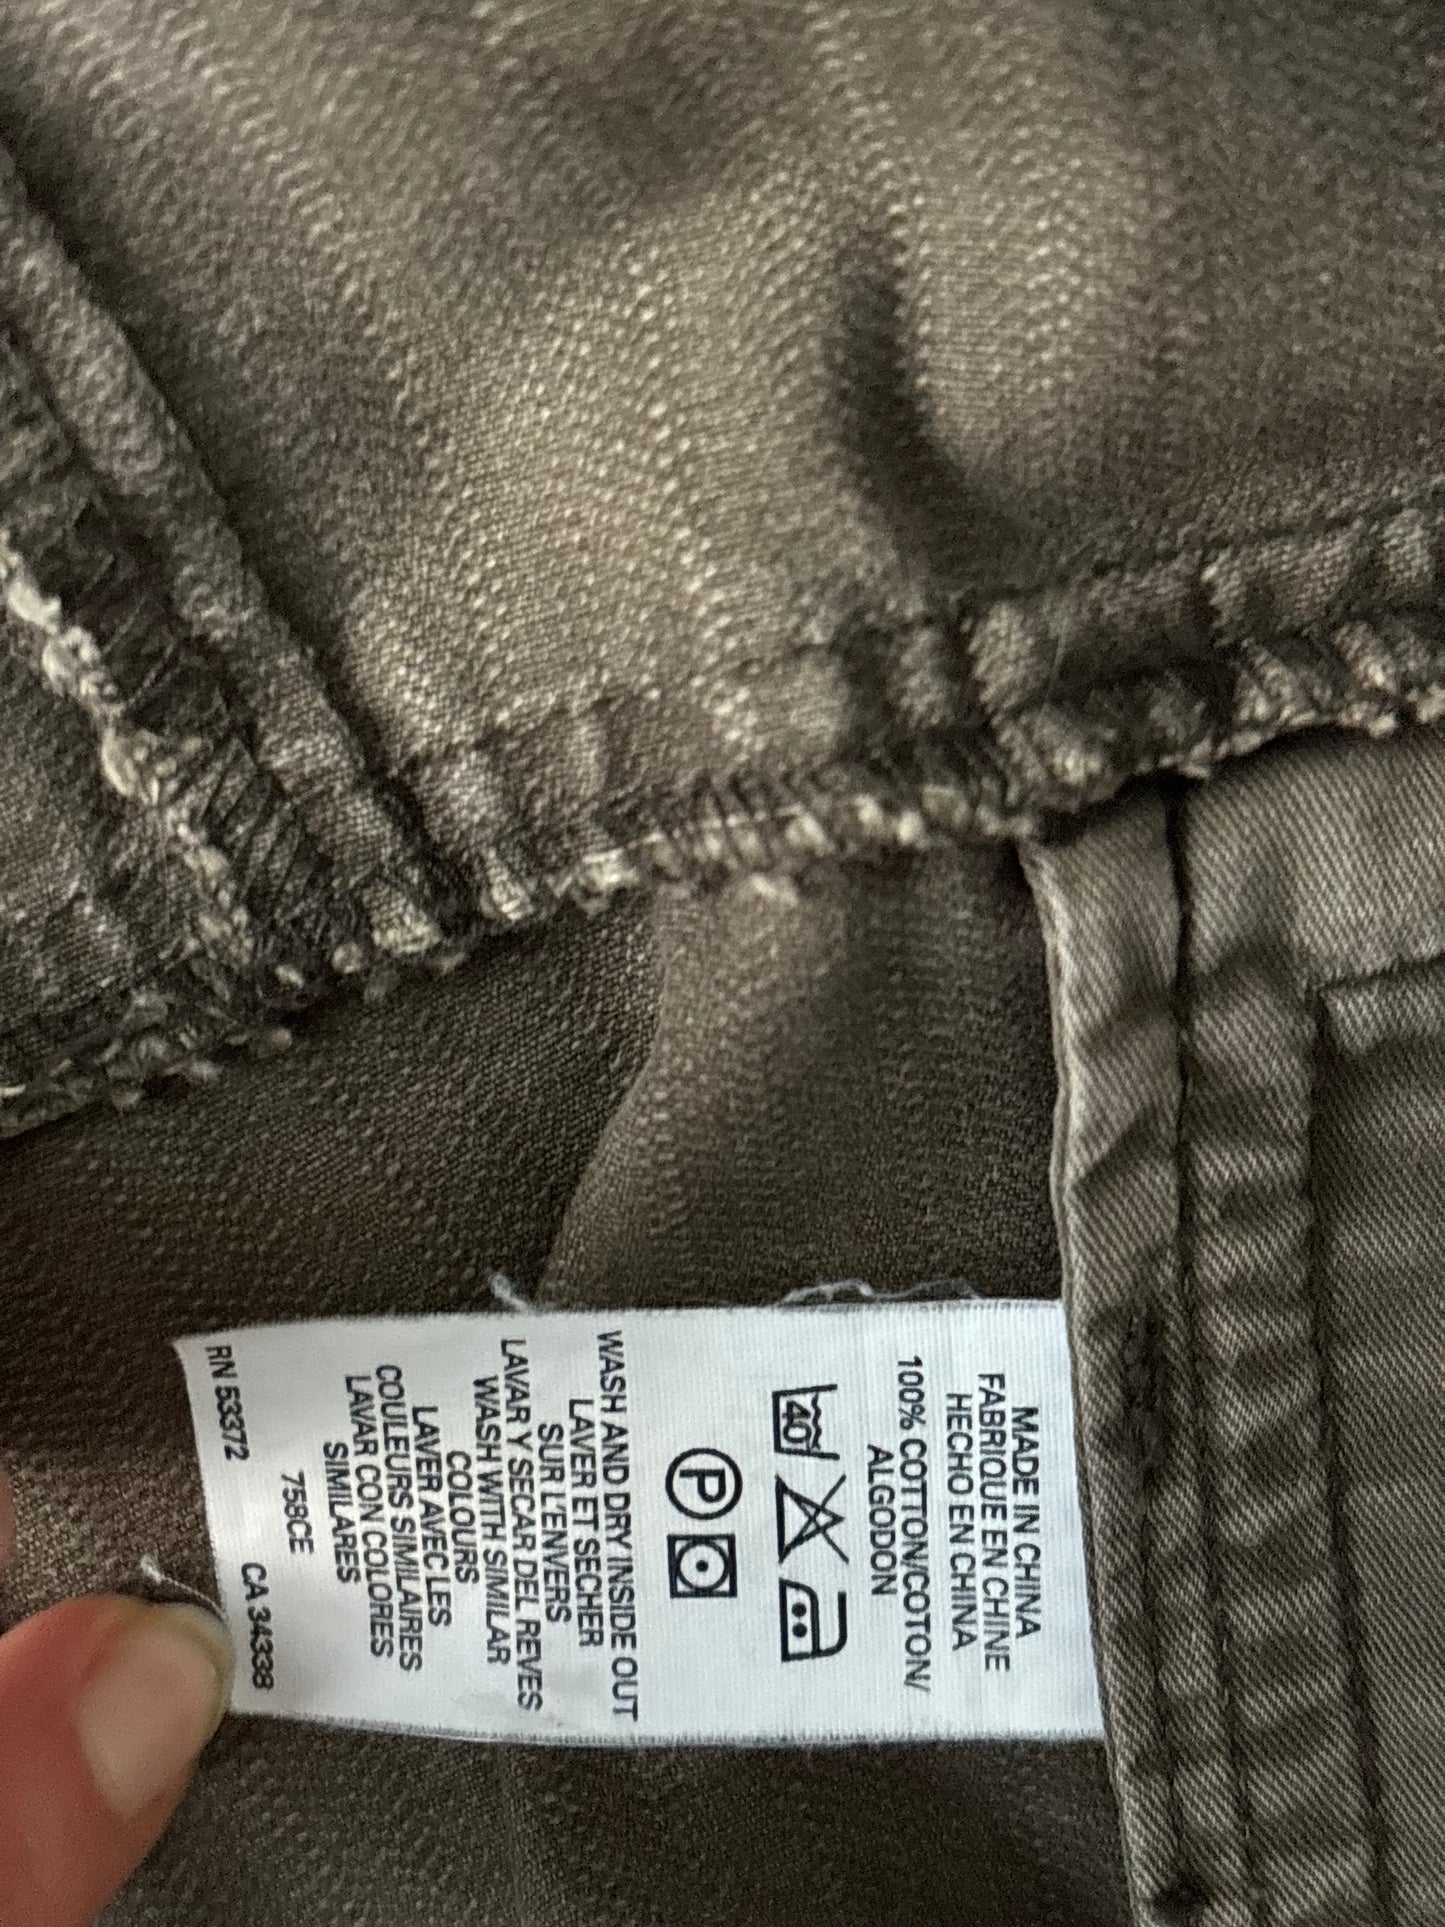 MADE IN CHINA
FABRIQUE EN CHINE
HECHO EN CHINA
100% COTTON/COTON/
ALGODON
40
P
WASH AND DRY INSIDE OUT
LAVER ET SECHER
SUR L'ENVERS
LAVAR Y SECAR DEL REVES
WASH WITH SIMILAR
COLOURS
LAVER AVEC LES
COULEURS SIMILAIRES
LAVAR CON COLORES
SIMILARES
758CE
RN 53372 CA 34338